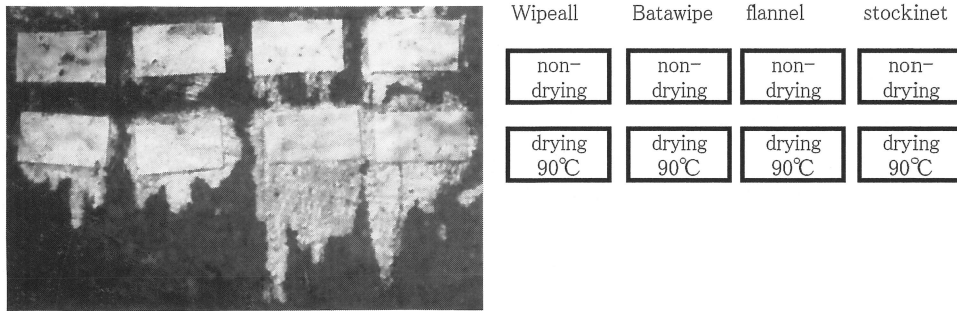 Wipeall Batawipe flannel stockinet
non- non- non- non-
drying drying drying drying
drying drying drying drying
90℃ 90℃ 90℃ 90℃